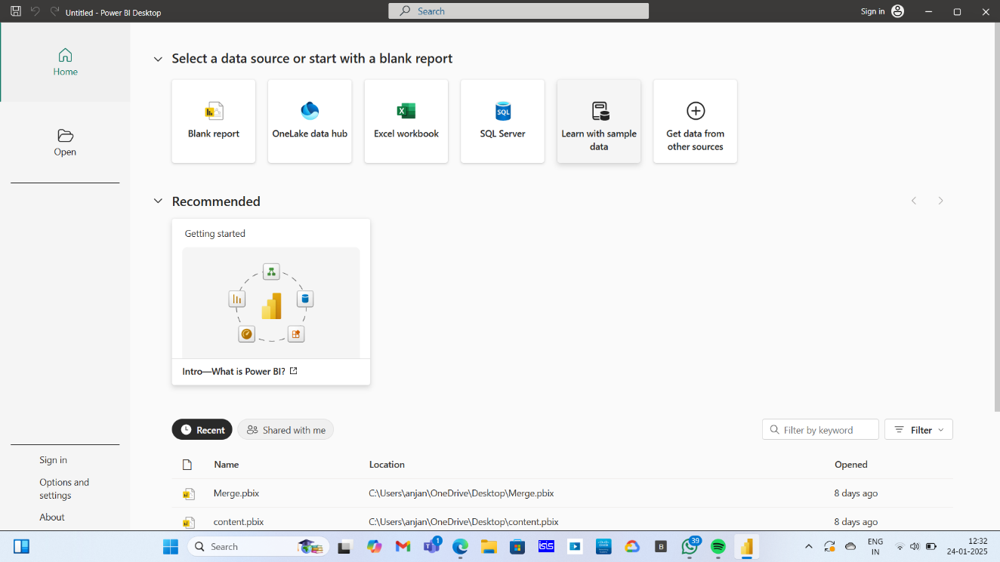 Untitled - Power BI Desktop
Search
Sign in
Home
Open
Select a data source or start with a blank report
Blank report
OneLake data hub
Excel workbook
SQL
SQL Server
Learn with sample
data
Get data from
other sources
Recommended
Getting started
Intro—What is Power BI?
Recent
Shared with me
Filter by keyword
Filter
Name
Location
Opened
Merge.pbix
C:\Users\anjan\OneDrive\Desktop\Merge.pbix
8 days ago
content.pbix
C:\Users\anjan\OneDrive\Desktop\content.pbix
8 days ago
Sign in
Options and
settings
About
Search
1
isis
B
39
ENG
IN
12:32
24-01-2025